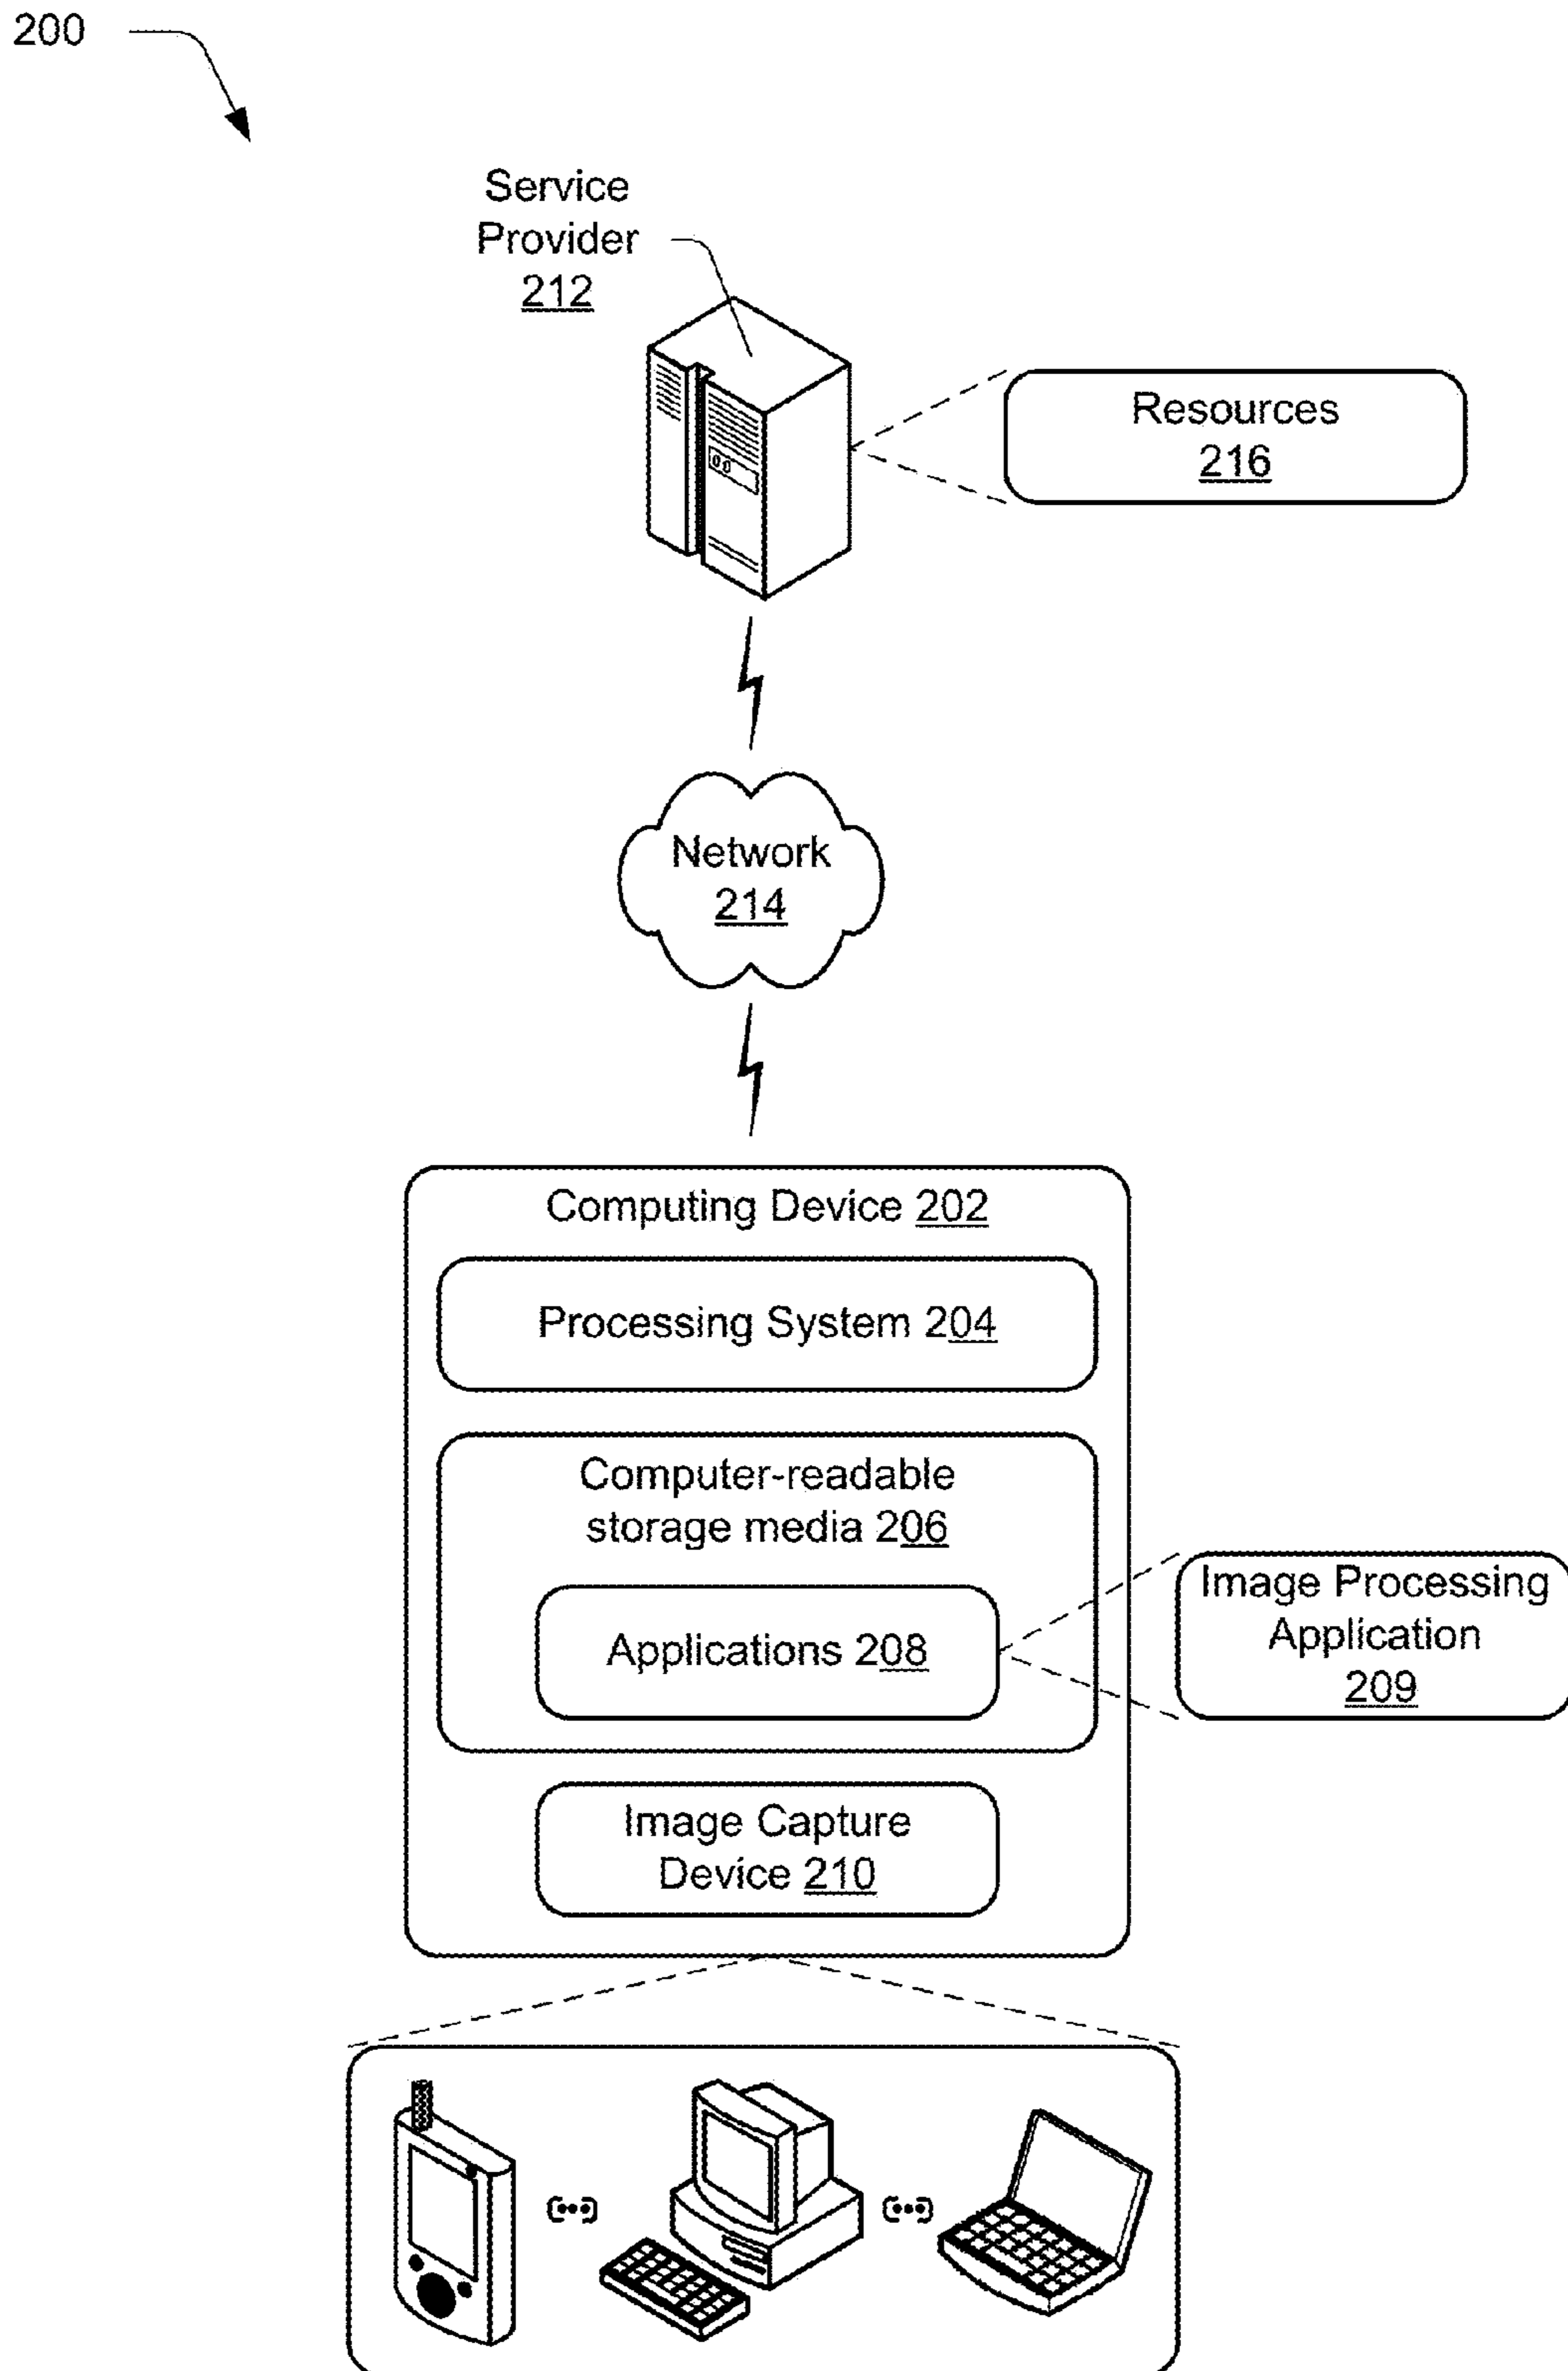 200
Service
Provider
212
Resources
216
Network
214
Computing Device 202
Processing System 204
Computer-readable
storage media 206
Applications 208
Image Processing
Application
209
Image Capture
Device 210